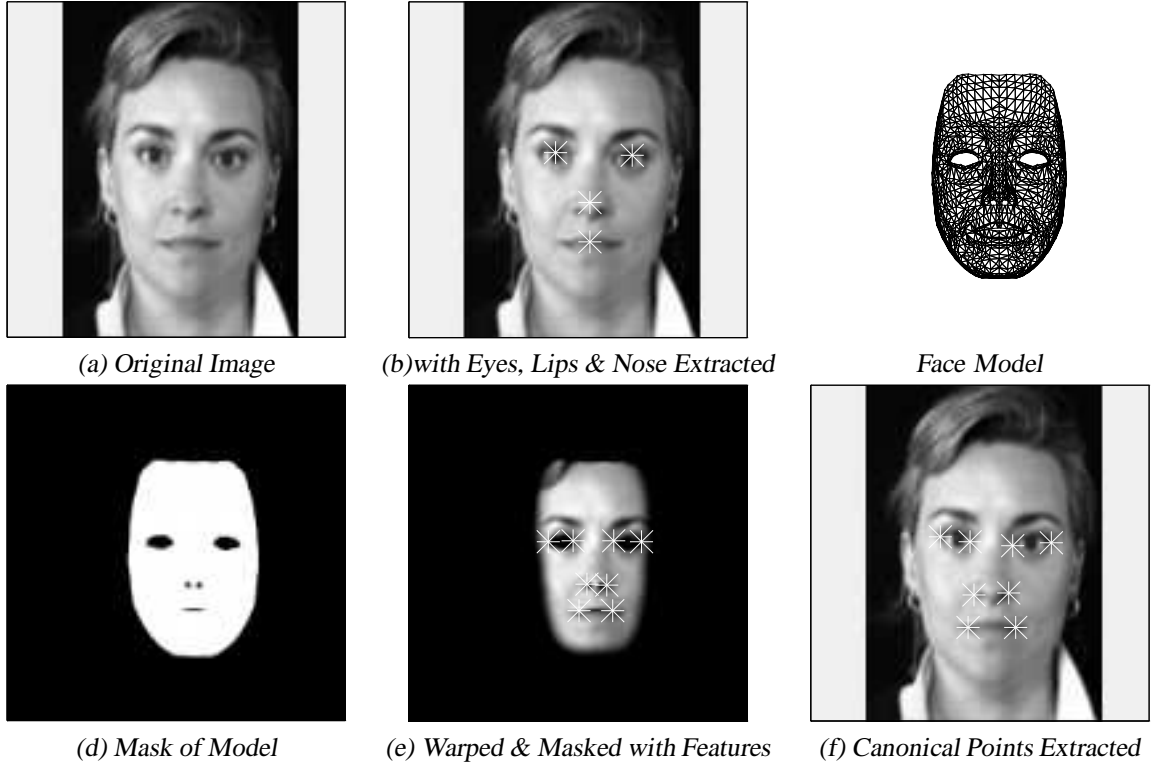 (a) Original Image
(b)with Eyes, Lips & Nose Extracted
Face Model
(d) Mask of Model
(e) Warped & Masked with Features
(f) Canonical Points Extracted